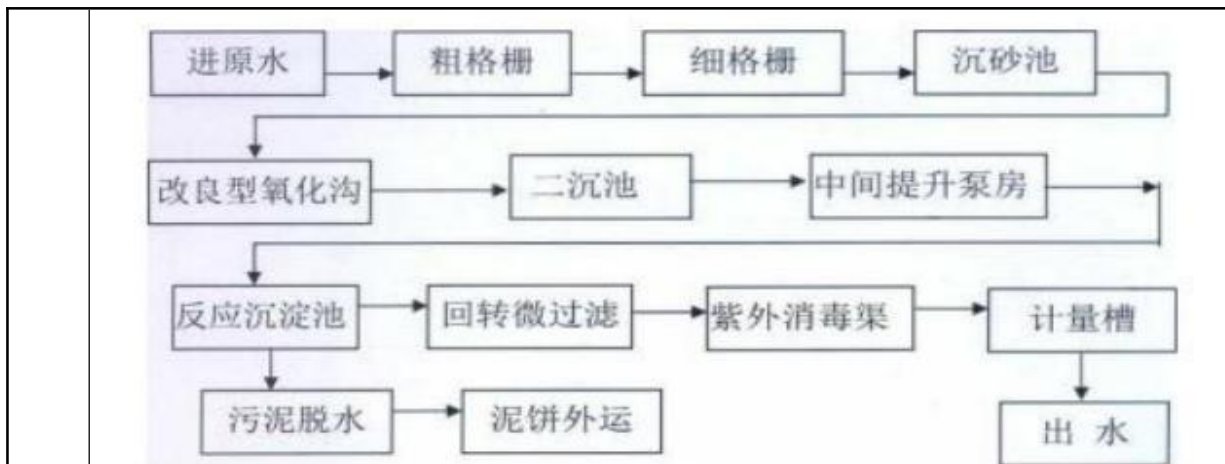 进原水 粗格栅 细格栅 沉砂池
改良型氧化沟 二沉池 中间提升泵房
反应沉淀池 回转微过滤 紫外消毒渠 计量槽
污泥脱水 泥饼外运 出 水